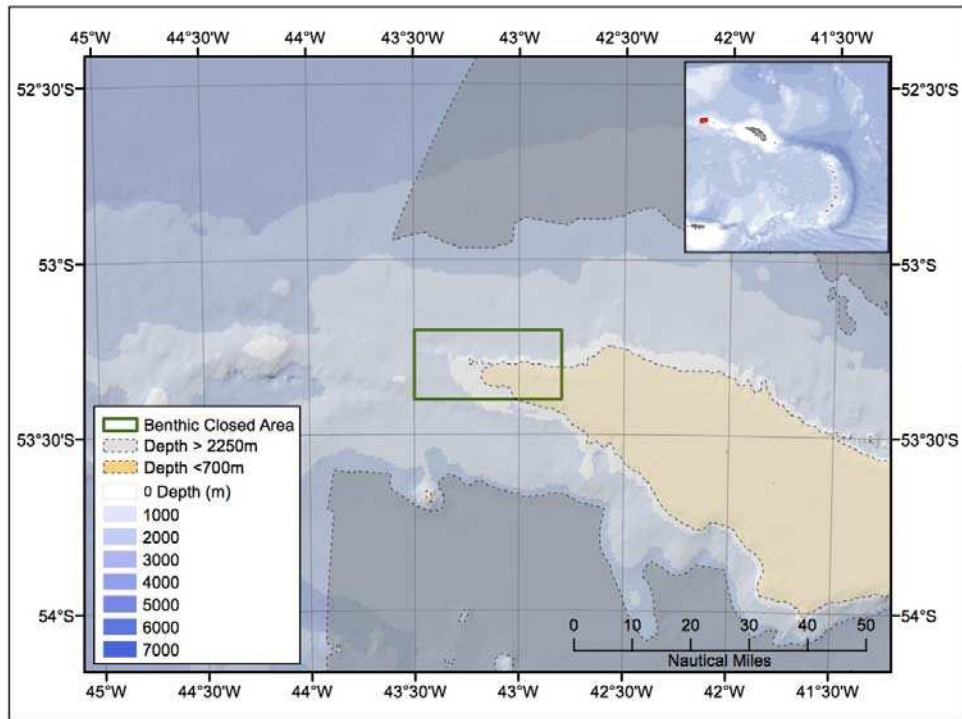 45°W 44°30'W 44°W 43°30'W 43°W 42°30'W 42°W 41°30'W
52°30'S 52°30'S
53°S 53°S
53°30'S 53°30'S
54°S 54°S
Benthic Closed Area
Depth > 2250m
Depth <700m
0 Depth (m)
1000
2000
3000
4000
5000
6000
7000
0 10 20 30 40 50
Nautical Miles
45°W 44°30'W 44°W 43°30'W 43°W 42°30'W 42°W 41°30'W